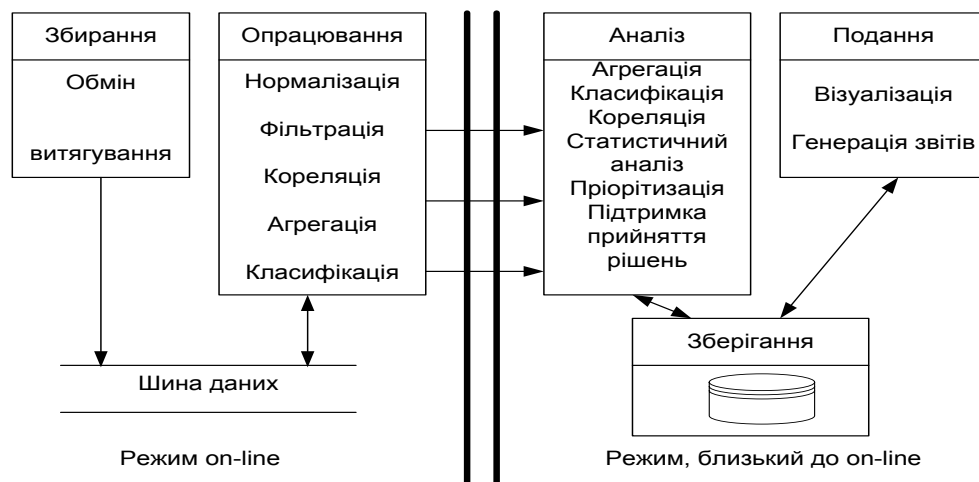 Збирання
Обмін
витягування
Опрацювання
Нормалізація
Фільтрація
Кореляція
Агрегація
Класифікація
Шина даних
Режим on-line
Аналіз
Агрегація
Класифікація
Кореляція
Статистичний
аналіз
Пріоритизація
Підтримка
прийняття
рішень
Подання
Візуалізація
Генерація звітів
Зберігання
Режим, близький до on-line